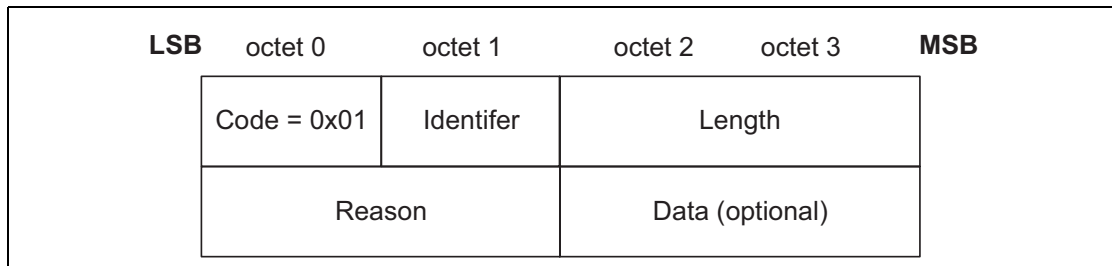 LSB octet 0 octet 1 octet 2 octet 3 MSB
Code = 0x01 Identifer Length
Reason Data (optional)